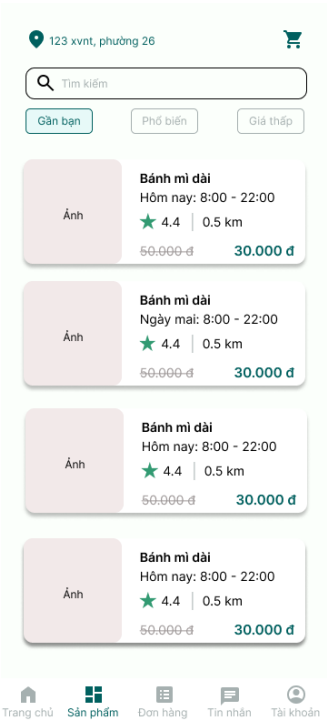 123 xvnt, phường 26
Tìm kiếm
Gần bạn Phổ biến Giá thấp
Ảnh
Bánh mì dài
Hôm nay: 8:00 - 22:00
4.4 0.5 km
50.000 đ 30.000 đ
Ảnh
Bánh mì dài
Ngày mai: 8:00 - 22:00
4.4 0.5 km
50.000 đ 30.000 đ
Ảnh
Bánh mì dài
Hôm nay: 8:00 - 22:00
4.4 0.5 km
50.000 đ 30.000 đ
Ảnh
Bánh mì dài
Hôm nay: 8:00 - 22:00
4.4 0.5 km
50.000 đ 30.000 đ
Trang chủ Sản phẩm Đơn hàng Tin nhắn Tài khoản